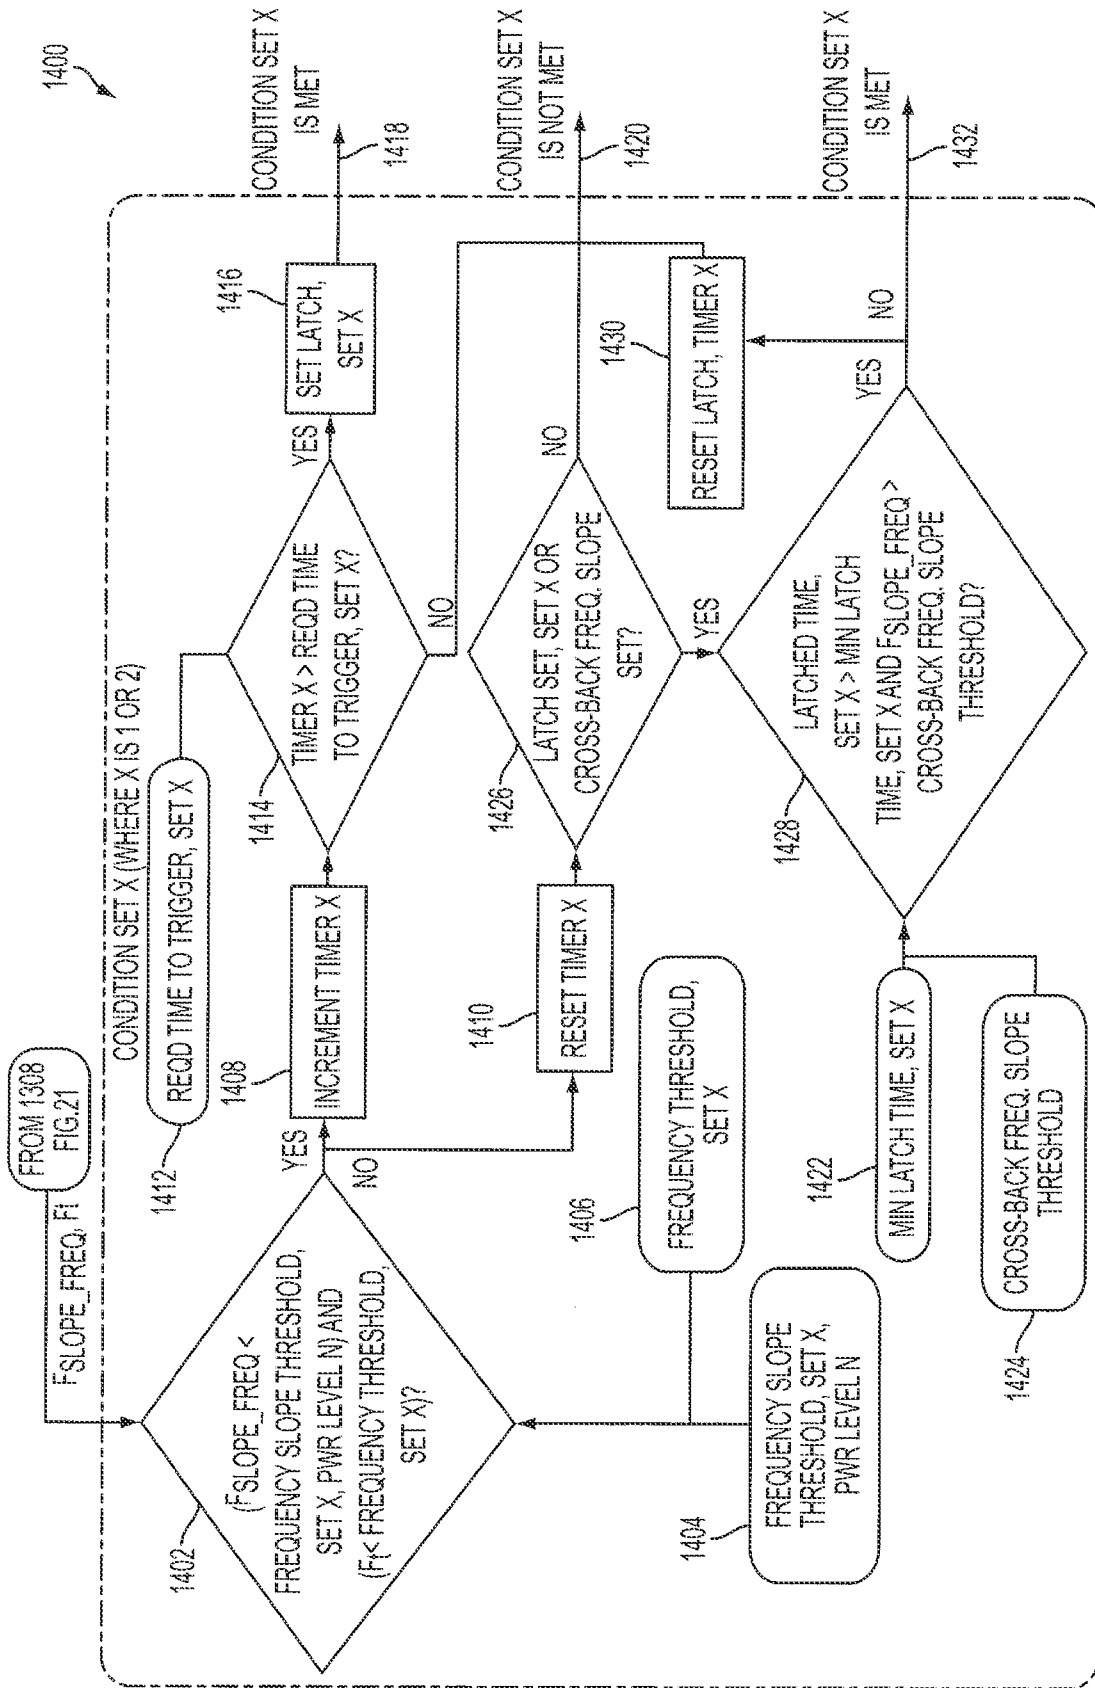 1400
FROM 1308
FIG.21
FSLOPE_FREQ, Ft
CONDITION SET X (WHERE X IS 1 OR 2)
1402
(FSLOPE_FREQ <
FREQUENCY SLOPE THRESHOLD,
SET X, PWR LEVEL N) AND
(Ft< FREQUENCY THRESHOLD,
SET X)?
YES
NO
1404
FREQUENCY SLOPE
THRESHOLD, SET X,
PWR LEVEL N
1406
FREQUENCY THRESHOLD,
SET X
1408
INCREMENT TIMER X
1410
RESET TIMER X
1412
REQD TIME TO TRIGGER, SET X
1414
TIMER X > REQD TIME
TO TRIGGER, SET X?
YES
NO
1416
SET LATCH,
SET X
1418
CONDITION SET X
IS MET
1426
LATCH SET, SET X OR
CROSS-BACK FREQ. SLOPE
SET?
NO
YES
1420
CONDITION SET X
IS NOT MET
1422
MIN LATCH TIME, SET X
1424
CROSS-BACK FREQ. SLOPE
THRESHOLD
1428
LATCHED TIME,
SET X > MIN LATCH
TIME, SET X AND FSLOPE_FREQ >
CROSS-BACK FREQ. SLOPE
THRESHOLD?
YES
NO
1430
RESET LATCH, TIMER X
1432
CONDITION SET X
IS MET